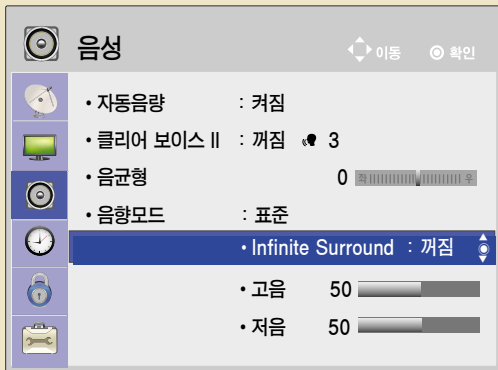 음성 이동 확인
• 자동음량 : 켜짐
• 클리어 보이스 II : 꺼짐 3
• 음균형 0 좌 우
• 음향모드 : 표준
• Infinite Surround : 꺼짐
• 고음 50
• 저음 50